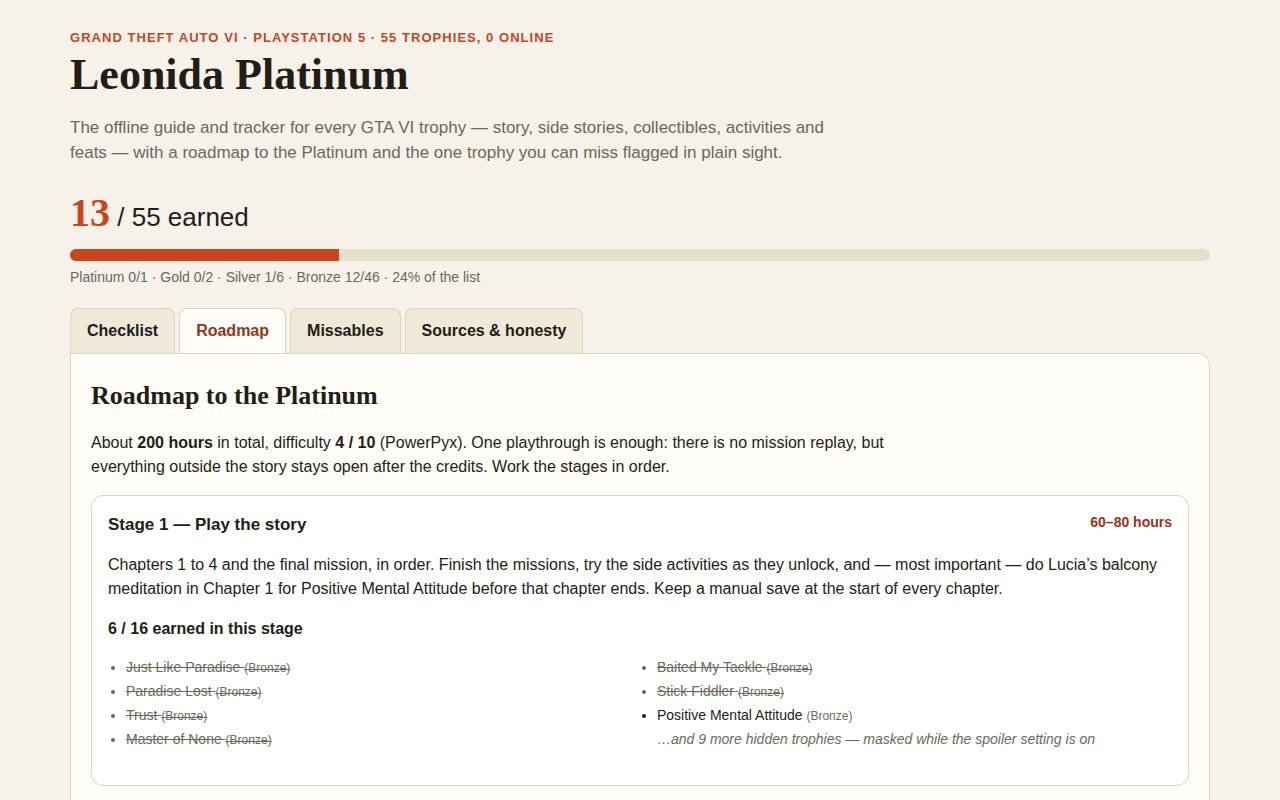 GRAND THEFT AUTO VI · PLAYSTATION 5 · 55 TROPHIES, 0 ONLINE
Leonida Platinum
The offline guide and tracker for every GTA VI trophy — story, side stories, collectibles, activities and
feats — with a roadmap to the Platinum and the one trophy you can miss flagged in plain sight.
13 / 55 earned
Platinum 0/1 · Gold 0/2 · Silver 1/6 · Bronze 12/46 · 24% of the list
Checklist Roadmap Missables Sources & honesty
Roadmap to the Platinum
About 200 hours in total, difficulty 4 / 10 (PowerPyx). One playthrough is enough: there is no mission replay, but
everything outside the story stays open after the credits. Work the stages in order.
Stage 1 — Play the story 60–80 hours
Chapters 1 to 4 and the final mission, in order. Finish the missions, try the side activities as they unlock, and — most important — do Lucia’s balcony
meditation in Chapter 1 for Positive Mental Attitude before that chapter ends. Keep a manual save at the start of every chapter.
6 / 16 earned in this stage
• Just Like Paradise (Bronze)
• Paradise Lost (Bronze)
• Trust (Bronze)
• Master of None (Bronze)
• Baited My Tackle (Bronze)
• Stick Fiddler (Bronze)
• Positive Mental Attitude (Bronze)
…and 9 more hidden trophies — masked while the spoiler setting is on